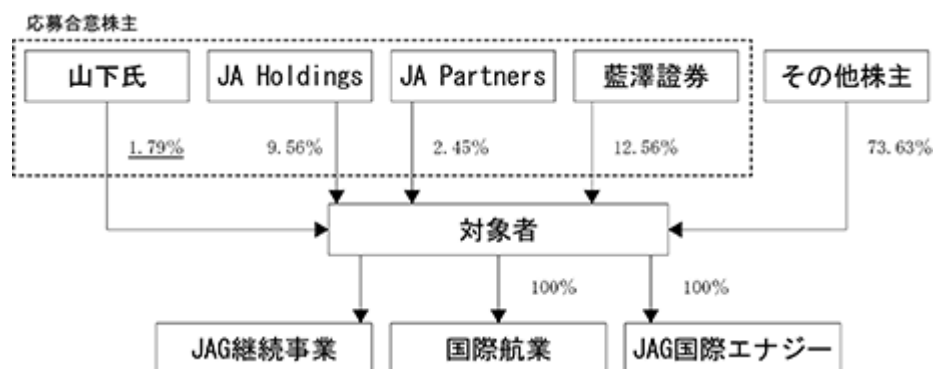 応募合意株主
山下氏
JA Holdings
JA Partners
藍澤證券
その他株主
1.79%
9.56%
2.45%
12.56%
73.63%
対象者
100%
100%
JAG継続事業
国際航業
JAG国際エナジー